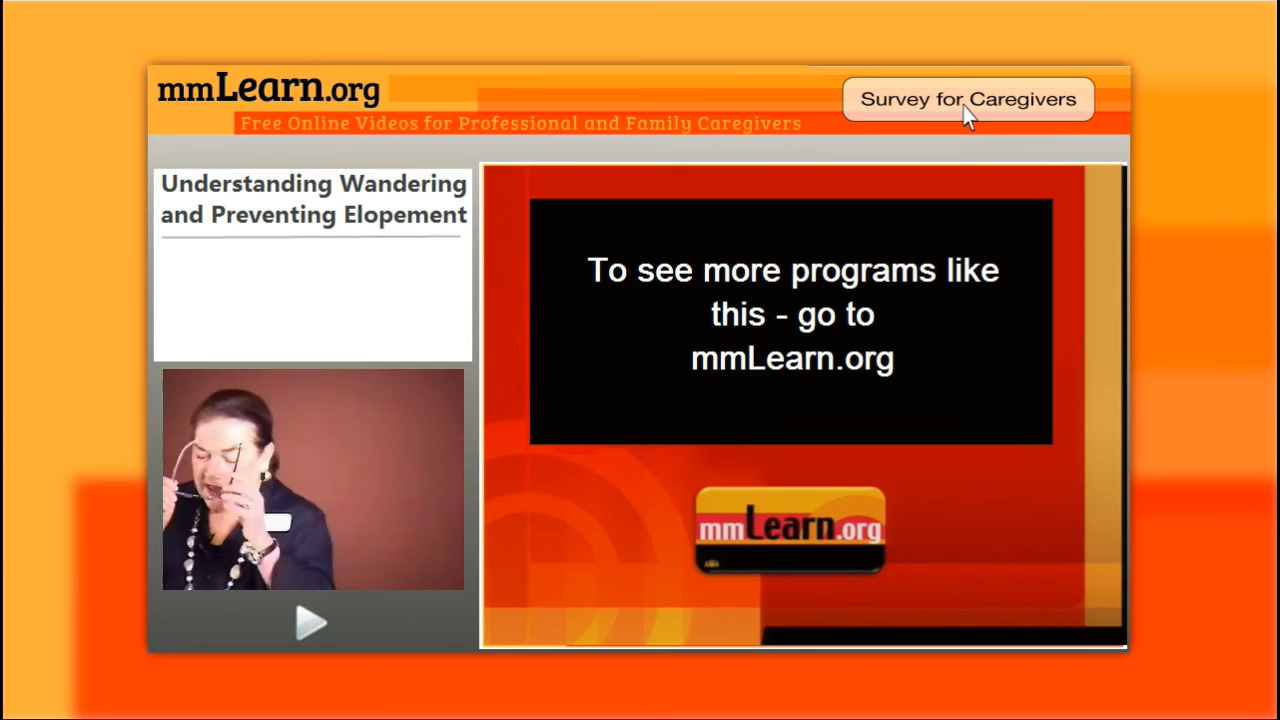 mmLearn.org
Survey for Caregivers
Free Online Videos for Professional and Family Caregivers
Understanding Wandering
and Preventing Elopement
To see more programs like
this - go to
mmLearn.org
mmLearn.org